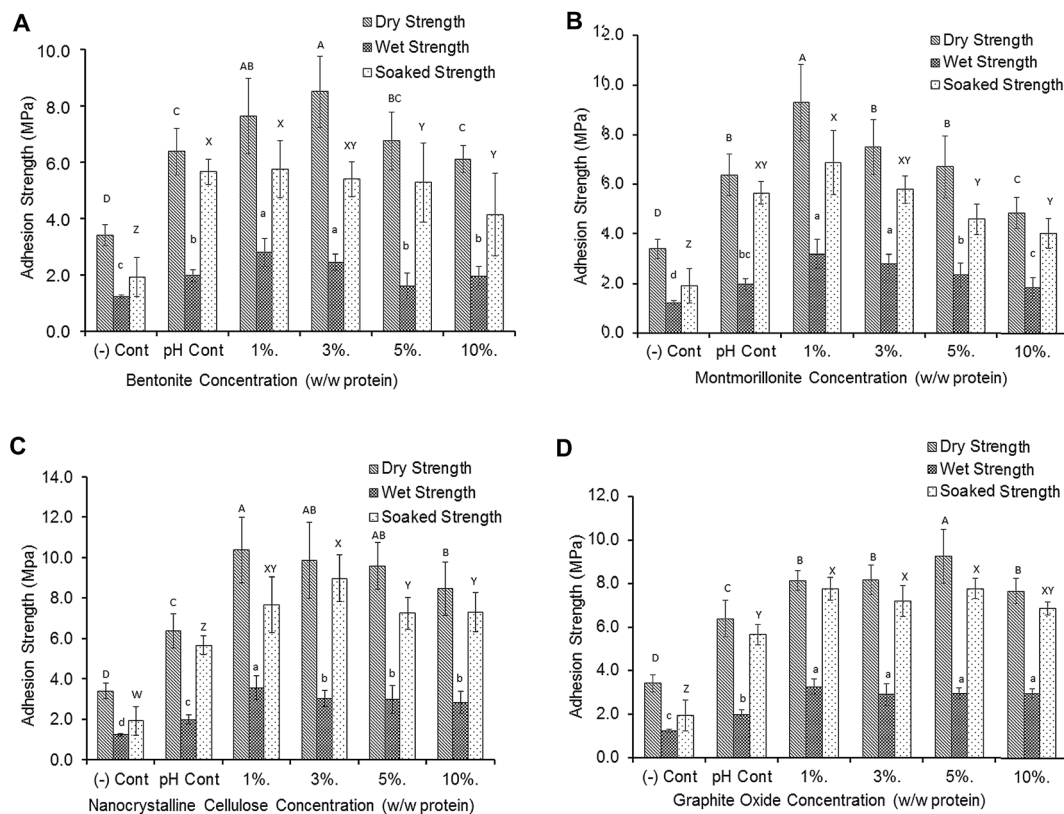 A
10.0
8.0
6.0
4.0
2.0
0.0
Adhesion Strength (MPa)
Dry Strength
Wet Strength
Soaked Strength
D
c
Z
C
b
X
AB
a
X
A
a
XY
BC
b
Y
C
b
Y
(-) Cont pH Cont 1%. 3%. 5%. 10%.
Bentonite Concentration (w/w protein)
B
12.0
10.0
8.0
6.0
4.0
2.0
0.0
Adhesion Strength (MPa)
Dry Strength
Wet Strength
Soaked Strength
D
d
Z
B
bc
XY
A
a
X
B
a
XY
B
b
Y
C
c
Y
(-) Cont pH Cont 1%. 3%. 5%. 10%.
Montmorillonite Concentration (w/w protein)
C
14.0
12.0
10.0
8.0
6.0
4.0
2.0
0.0
Adhesion Strength (Mpa)
Dry Strength
Wet Strength
Soaked Strength
D
d
W
C
c
Z
A
a
XY
AB
b
X
AB
b
Y
B
b
Y
(-) Cont pH Cont 1%. 3%. 5%. 10%.
Nanocrystalline Cellulose Concentration (w/w protein)
D
12.0
10.0
8.0
6.0
4.0
2.0
0.0
Adhesion Strength (MPa)
Dry Strength
Wet Strength
Soaked Strength
D
c
Z
C
b
Y
B
a
X
B
a
X
A
a
X
B
a
XY
(-) Cont pH Cont 1%. 3%. 5%. 10%.
Graphite Oxide Concentration (w/w protein)